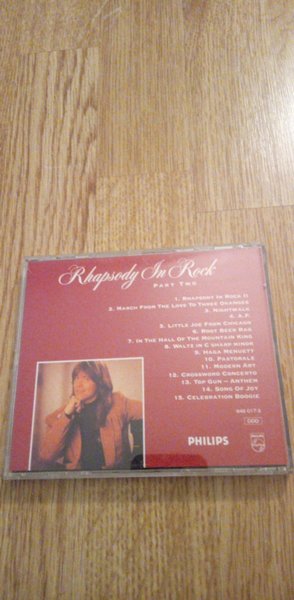 Rhapsody In Rock
PART TWO
1. RHAPSODY IN ROCK II
2. MARCH FROM THE LOVE TO THREE ORANGES
3. NIGHTWALK
4. A.P.
5. LITTLE JOE FROM CHICAGO
6. ROOT BEER RAG
7. IN THE HALL OF THE MOUNTAIN KING
8. WALTZ IN C SHARP MINOR
9. HAGA MENUETT
10. PASTORALE
11. MODERN ART
12. CROSSWORD CONCERTO
13. TOP GUN – ANTHEM
14. SONG OF JOY
15. CELEBRATION BOOGIE
846 017-2
DDD
PHILIPS